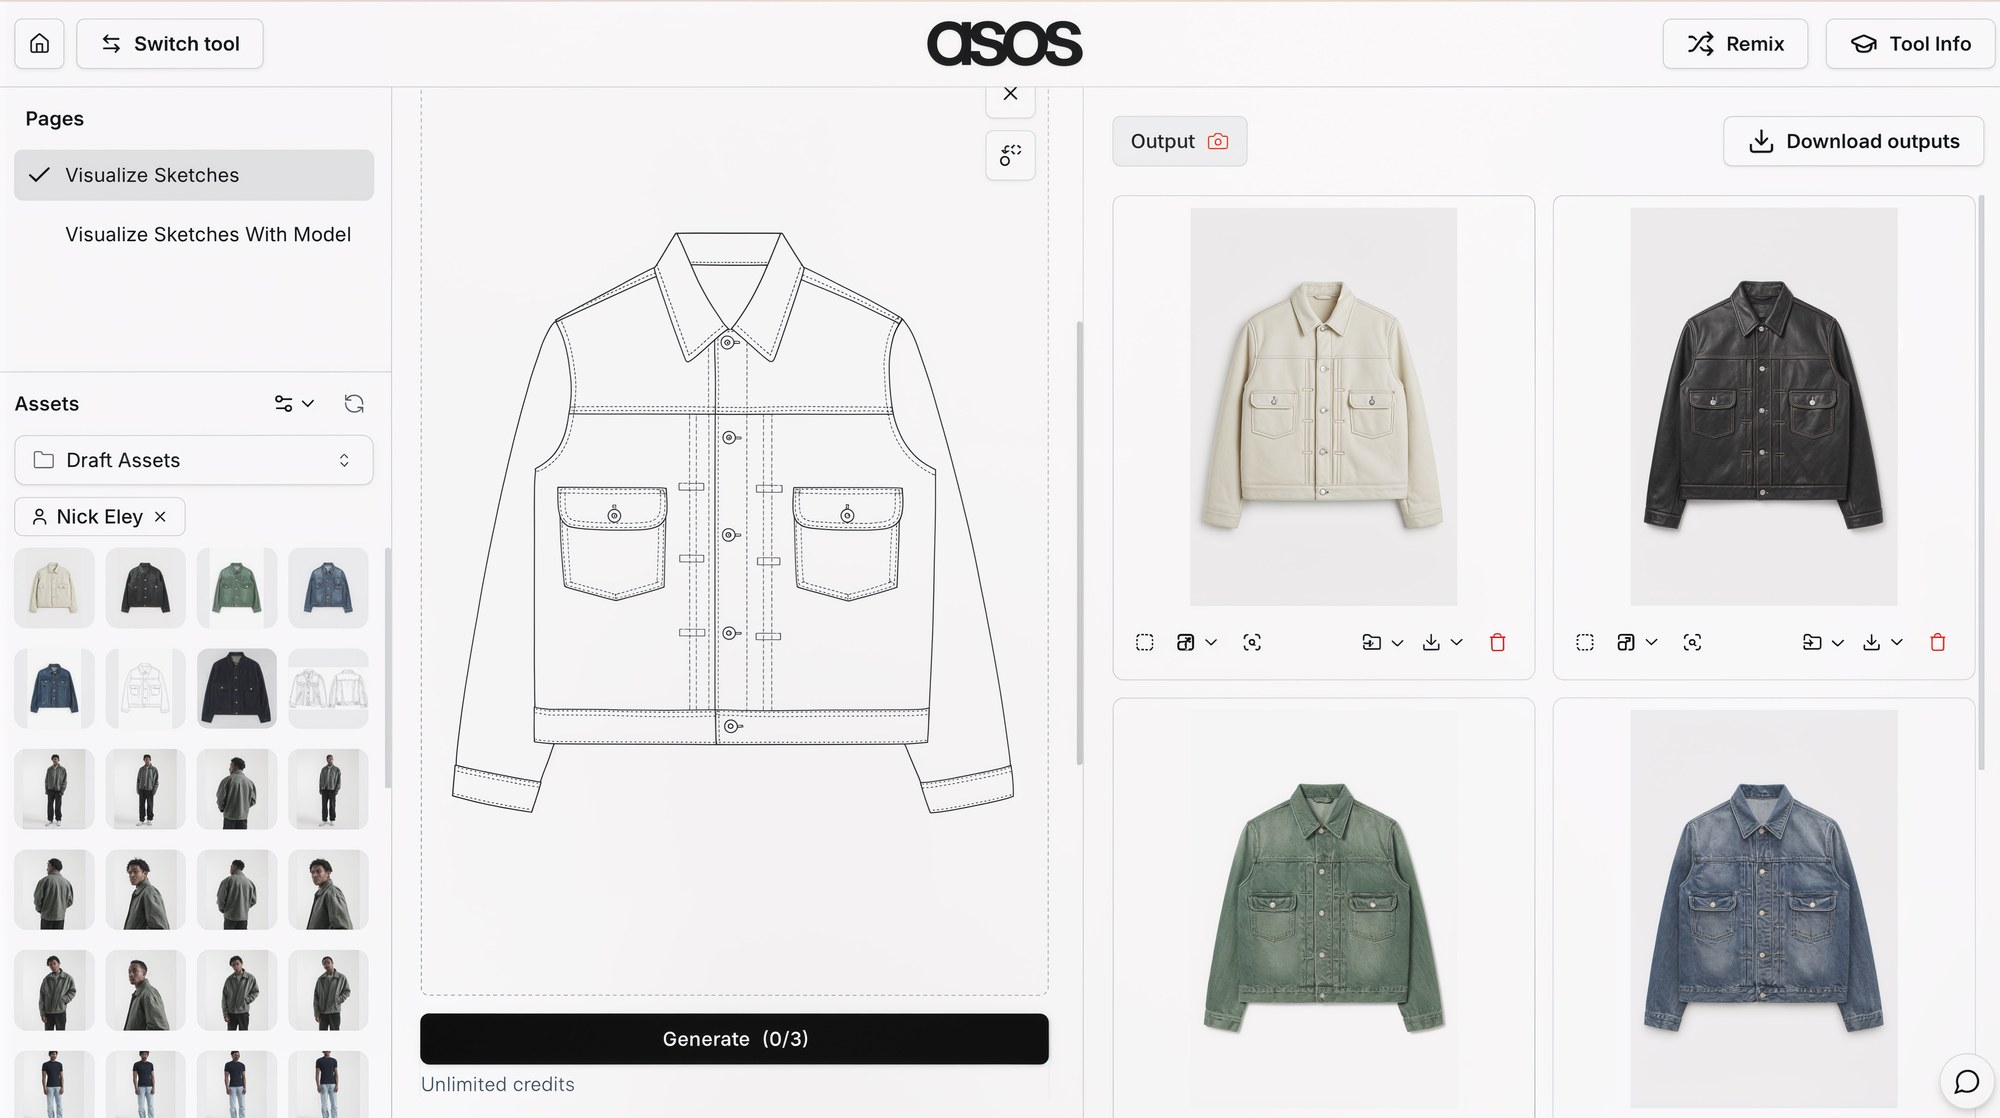 Switch tool
asos
Remix
Tool Info
Pages
Visualize Sketches
Visualize Sketches With Model
Assets
Draft Assets
Nick Eley
Generate (0/3)
Unlimited credits
Output
Download outputs